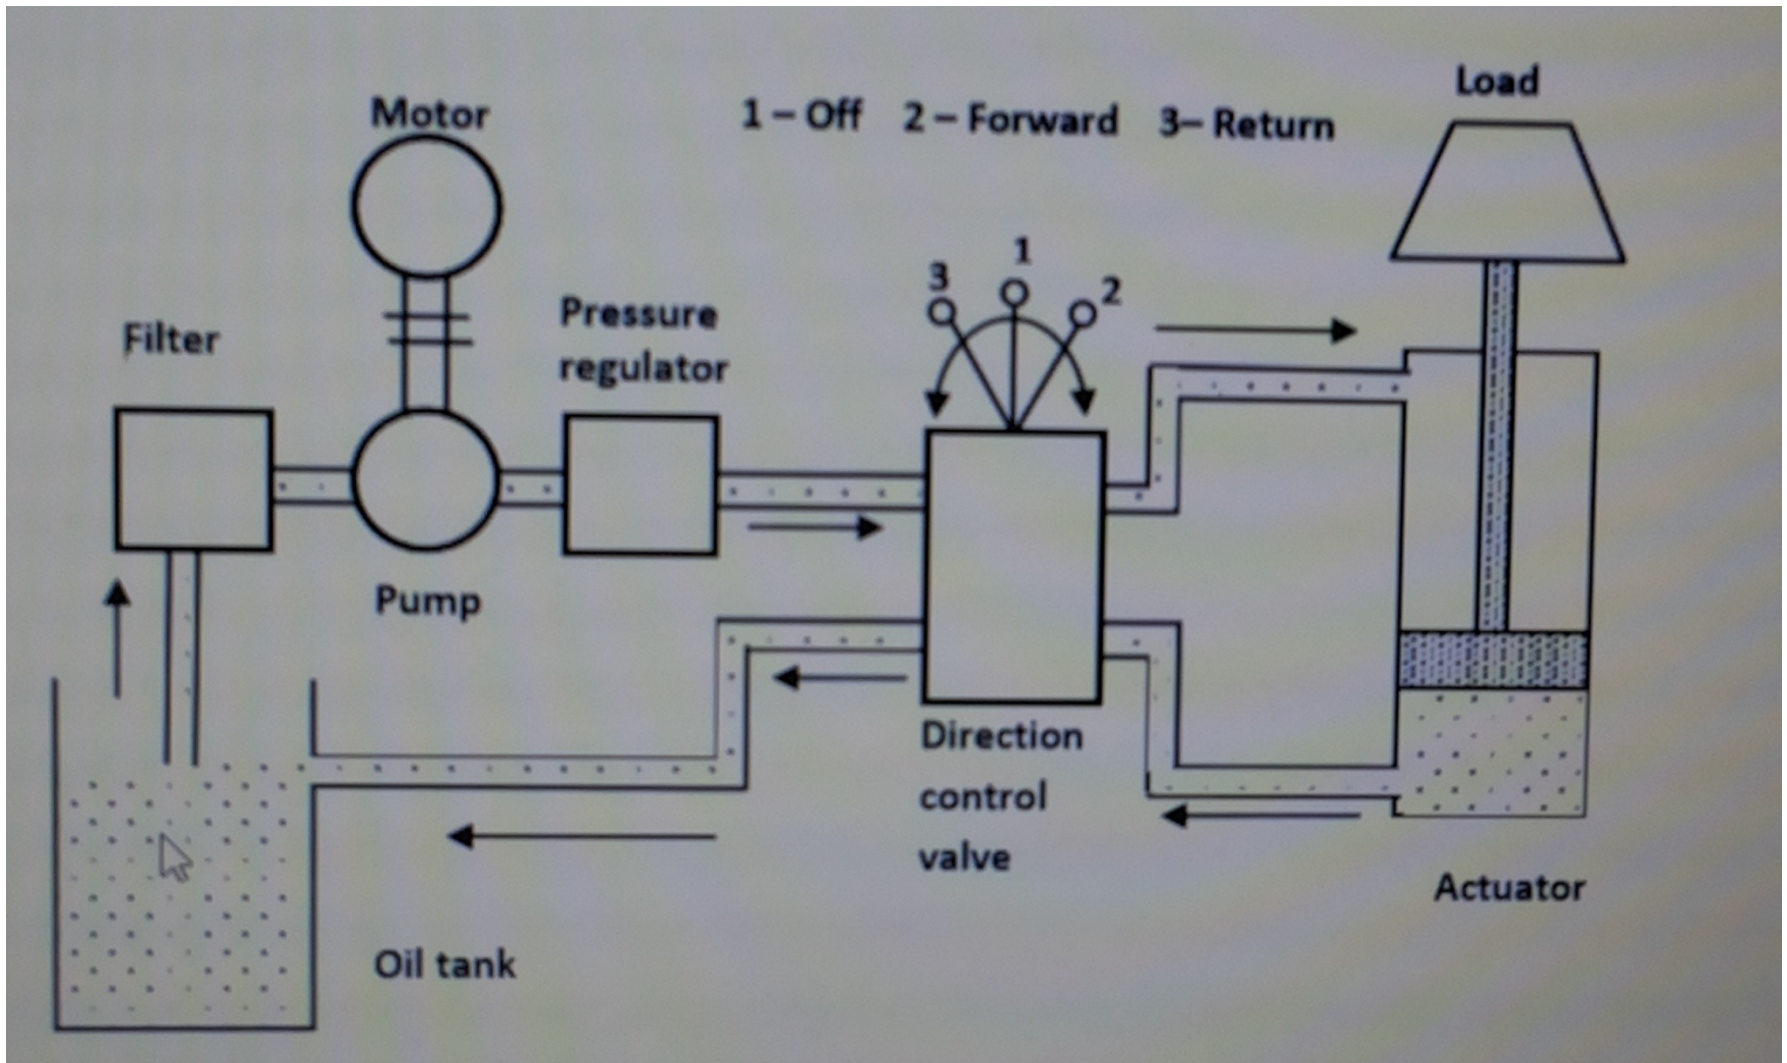 Motor
1 – Off 2 – Forward 3– Return
Load
1
3
2
Filter
Pressure
regulator
Pump
Direction
control
valve
Actuator
Oil tank